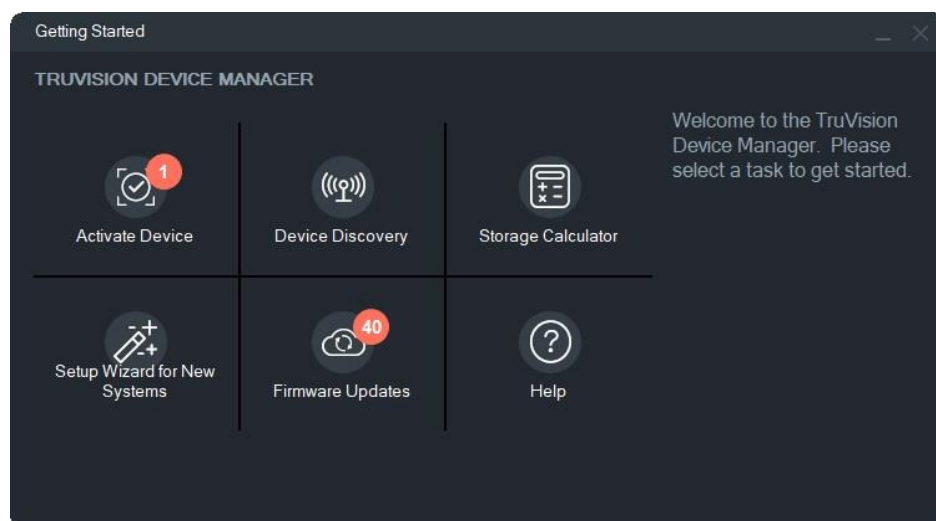 Getting Started
TRUVISION DEVICE MANAGER
Welcome to the TruVision
Device Manager. Please
select a task to get started.
1
Activate Device
Device Discovery
Storage Calculator
Setup Wizard for New
Systems
40
Firmware Updates
Help